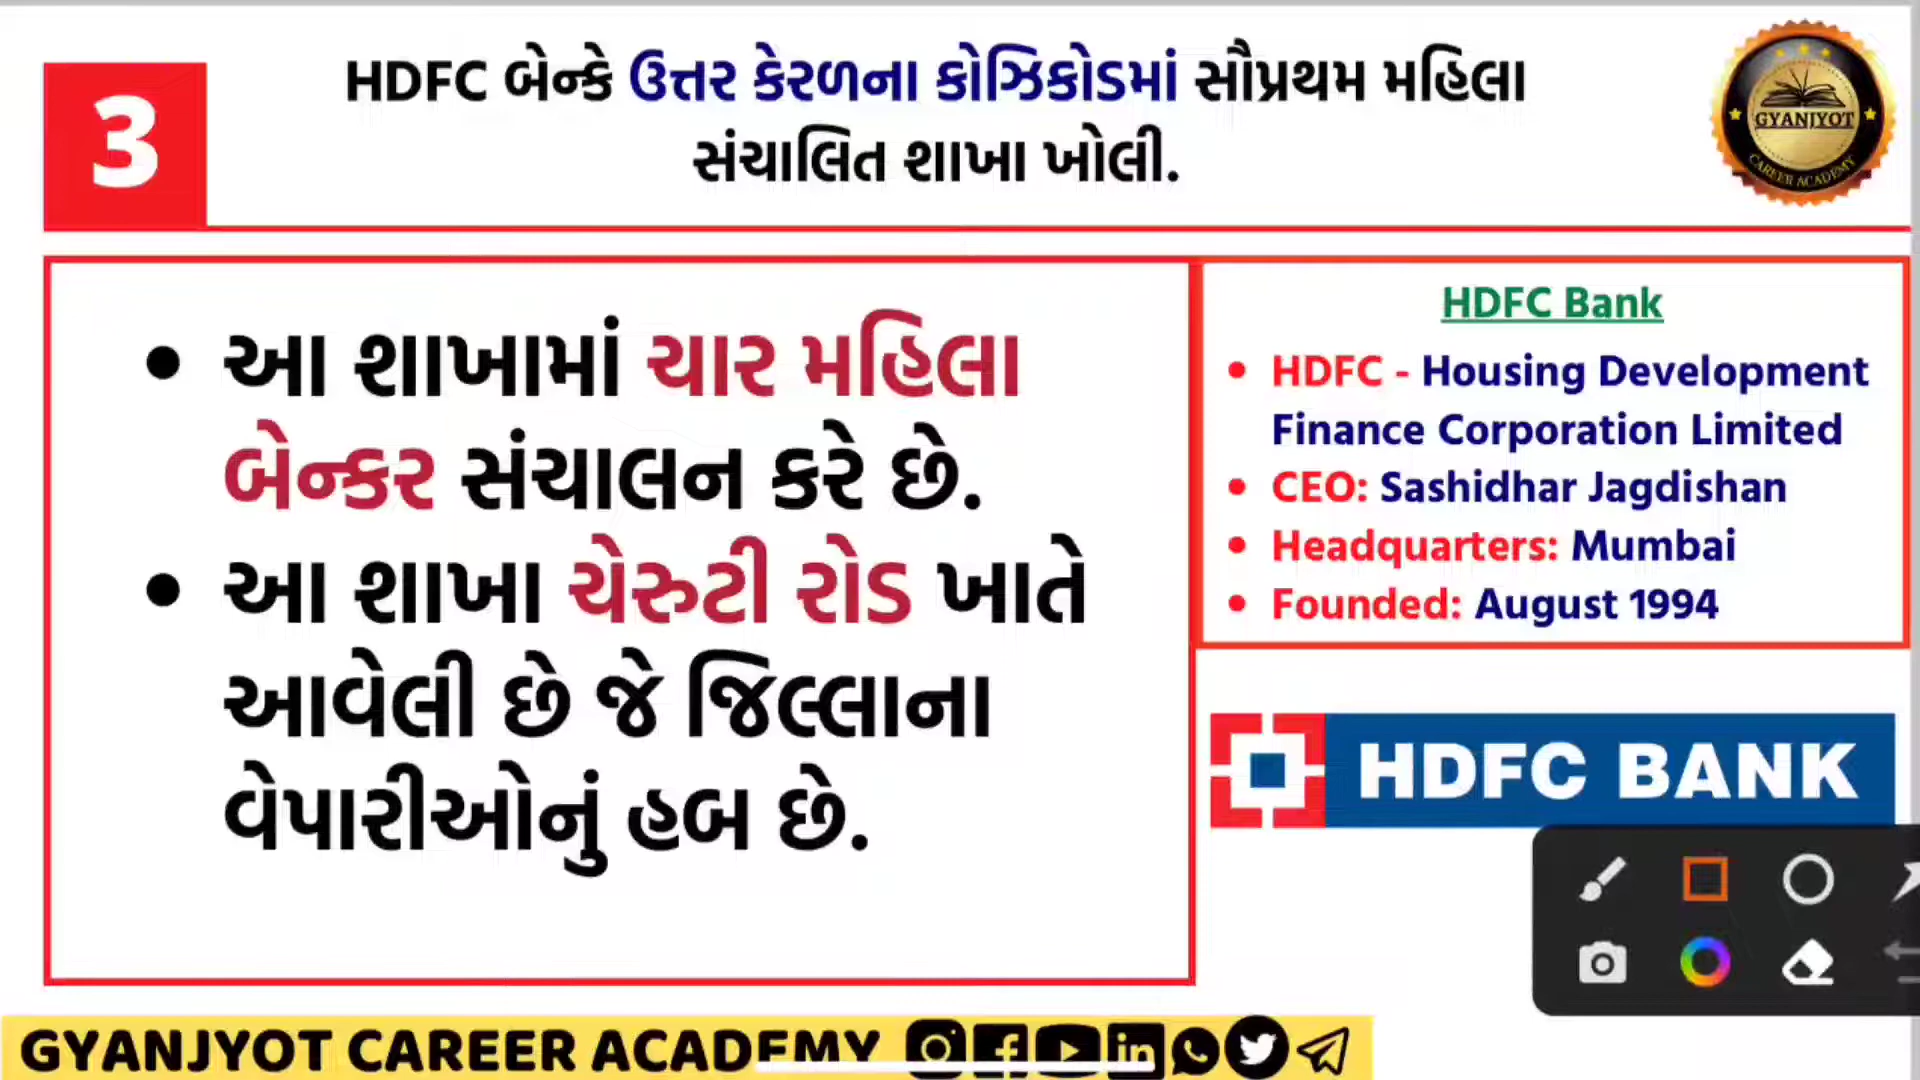 3
HDFC બેન્કે ઉત્તર કેરળના કોઝિકોડમાં સૌપ્રથમ મહિલા
સંચાલિત શાખા ખોલી.
GYANJYOT
CAREER ACADEMY
• આ શાખામાં ચાર મહિલા
બેન્કર સંચાલન કરે છે.
• આ શાખા ચેરુટી રોડ ખાતે
આવેલી છે જે જિલ્લાના
વેપારીઓનું હબ છે.
HDFC Bank
• HDFC - Housing Development
Finance Corporation Limited
• CEO: Sashidhar Jagdishan
• Headquarters: Mumbai
• Founded: August 1994
HDFC BANK
GYANJYOT CAREER ACADEMY